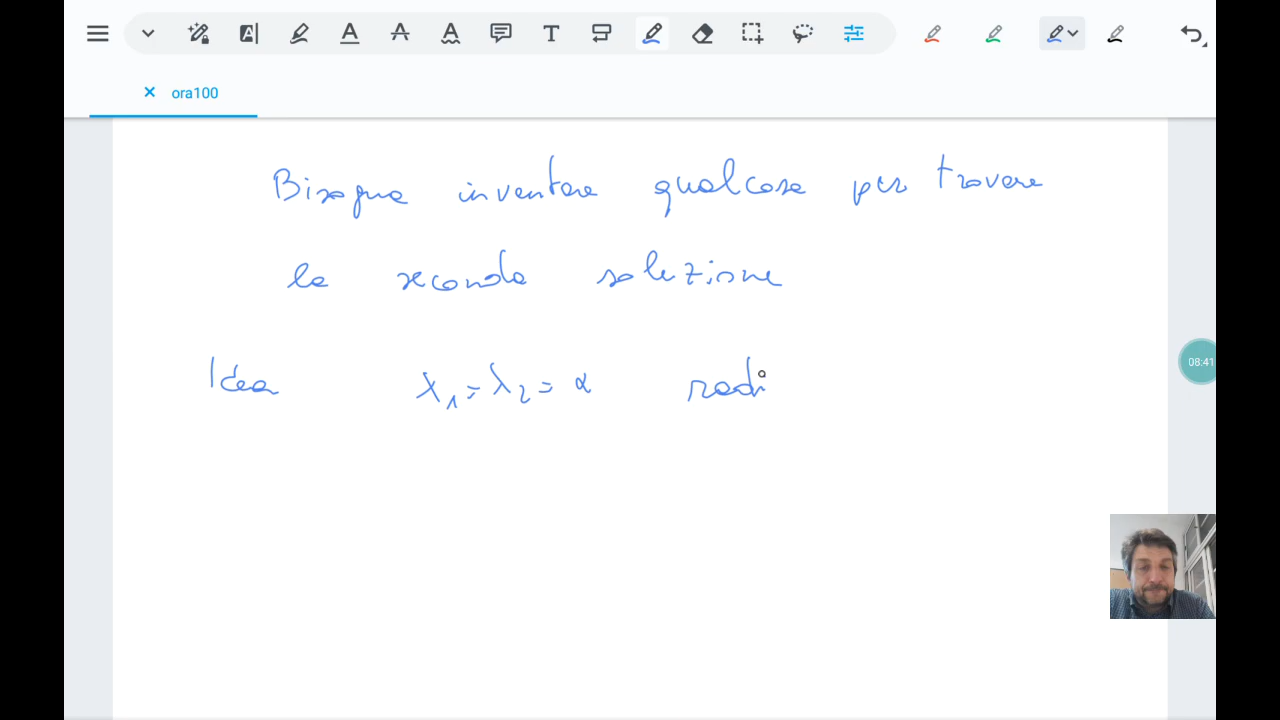 A A A A T
× ora100
Bisogna inventare qualcosa per trovare
la seconda soluzione
Idea λ1 = λ2 = α radi
08:41